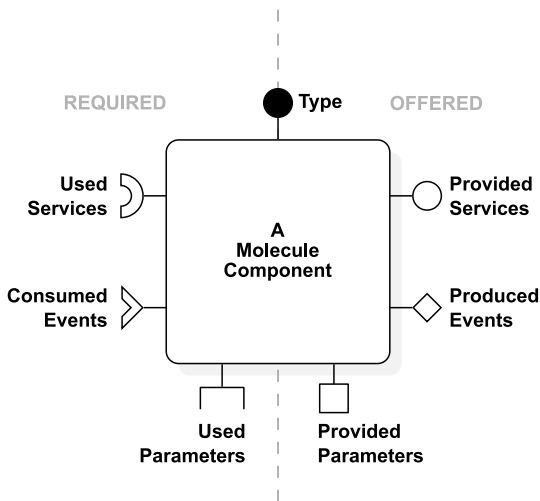 REQUIRED
Type
OFFERED
Used
Services
Provided
Services
A
Molecule
Component
Consumed
Events
Produced
Events
Used
Parameters
Provided
Parameters